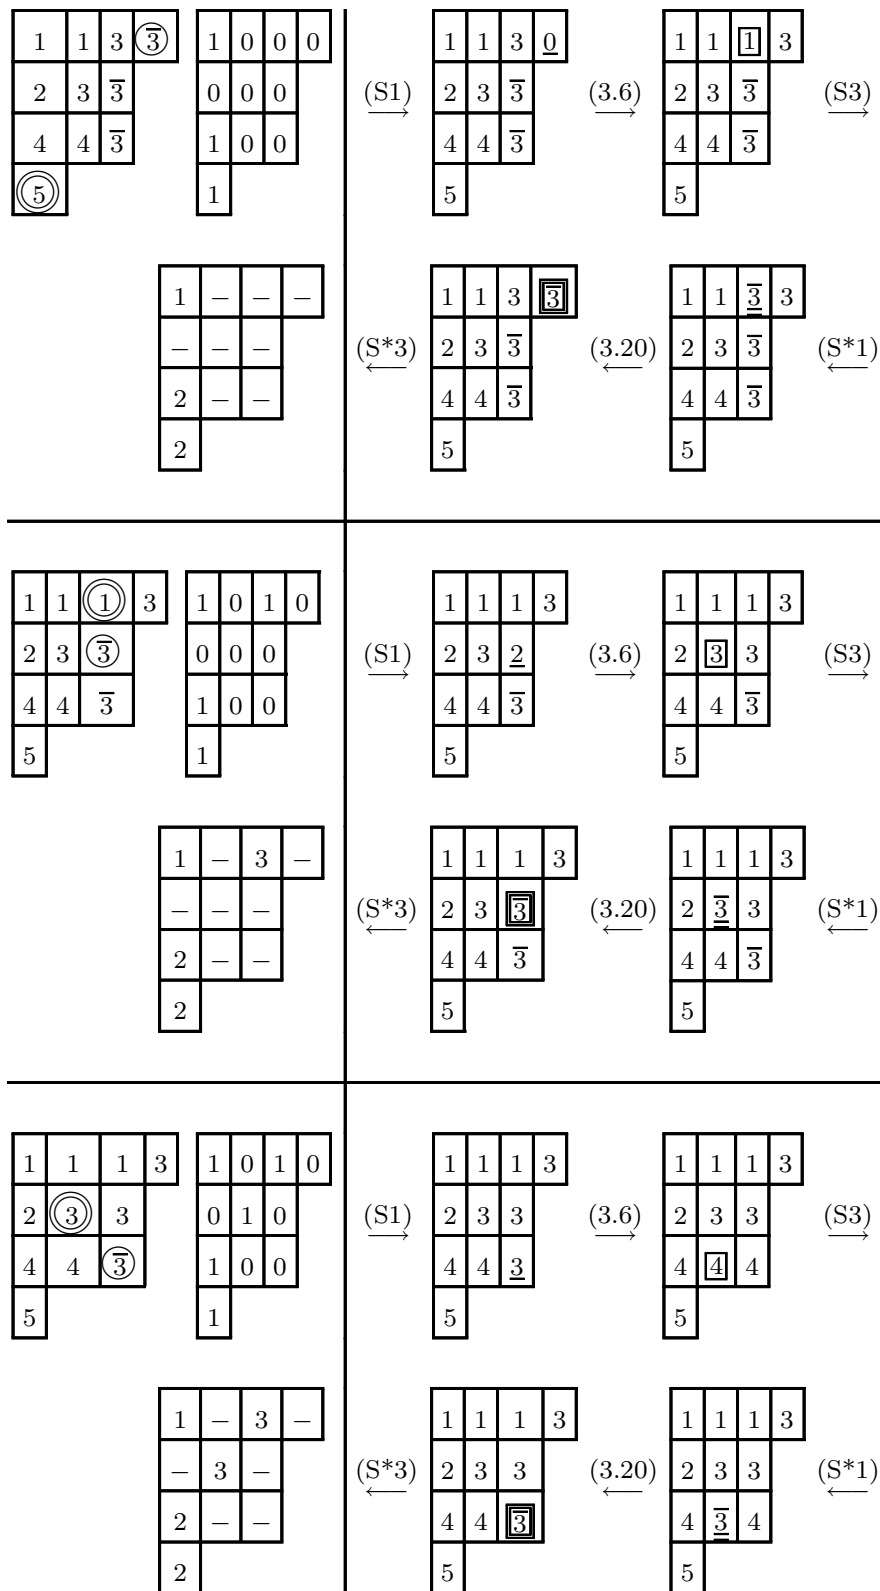 1 1 3 3̅ 1 0 0 0 1 1 3 0 1 1 1 3
2 3 3̅ 0 0 0 (S1) 2 3 3̅ (3.6) 2 3 3̅ (S3)
⟶ ⟶ ⟶
4 4 3̅ 1 0 0 4 4 3̅ 4 4 3̅
5 1 5 5
1 − − − 1 1 3 3̅ 1 1 3̅ 3
− − − (S*3) 2 3 3̅ (3.20) 2 3 3̅ (S*1)
⟵ ⟵ ⟵
2 − − 4 4 3̅ 4 4 3̅
2 5 5
1 1 1 3 1 0 1 0 1 1 1 3 1 1 1 3
2 3 3̅ 0 0 0 (S1) 2 3 2 (3.6) 2 3 3 (S3)
⟶ ⟶ ⟶
4 4 3̅ 1 0 0 4 4 3̅ 4 4 3̅
5 1 5 5
1 − 3 − 1 1 1 3 1 1 1 3
− − − (S*3) 2 3 3̅ (3.20) 2 3̅ 3 (S*1)
⟵ ⟵ ⟵
2 − − 4 4 3̅ 4 4 3̅
2 5 5
1 1 1 3 1 0 1 0 1 1 1 3 1 1 1 3
2 3 3 0 1 0 (S1) 2 3 3 (3.6) 2 3 3 (S3)
⟶ ⟶ ⟶
4 4 3̅ 1 0 0 4 4 3 4 4 4
5 1 5 5
1 − 3 − 1 1 1 3 1 1 1 3
− 3 − (S*3) 2 3 3 (3.20) 2 3 3 (S*1)
⟵ ⟵ ⟵
2 − − 4 4 3̅ 4 3̅ 4
2 5 5